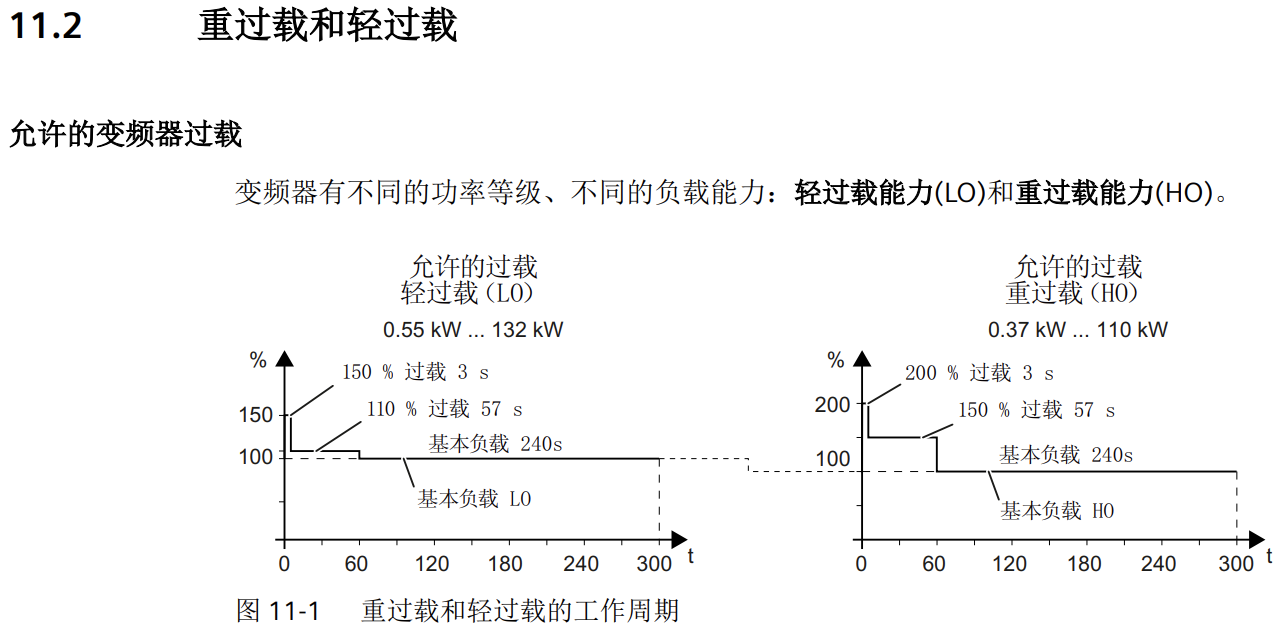 11.2 重过载和轻过载
允许的变频器过载
变频器有不同的功率等级、不同的负载能力：轻过载能力(LO)和重过载能力(HO)。
允许的过载
轻过载(LO)
0.55 kW ... 132 kW
%
150 % 过载 3 s
150
110 % 过载 57 s
基本负载 240s
100
基本负载 LO
t
0 60 120 180 240 300
允许的过载
重过载(HO)
0.37 kW ... 110 kW
%
200 % 过载 3 s
200
150 % 过载 57 s
基本负载 240s
100
基本负载 HO
t
0 60 120 180 240 300
图 11-1 重过载和轻过载的工作周期